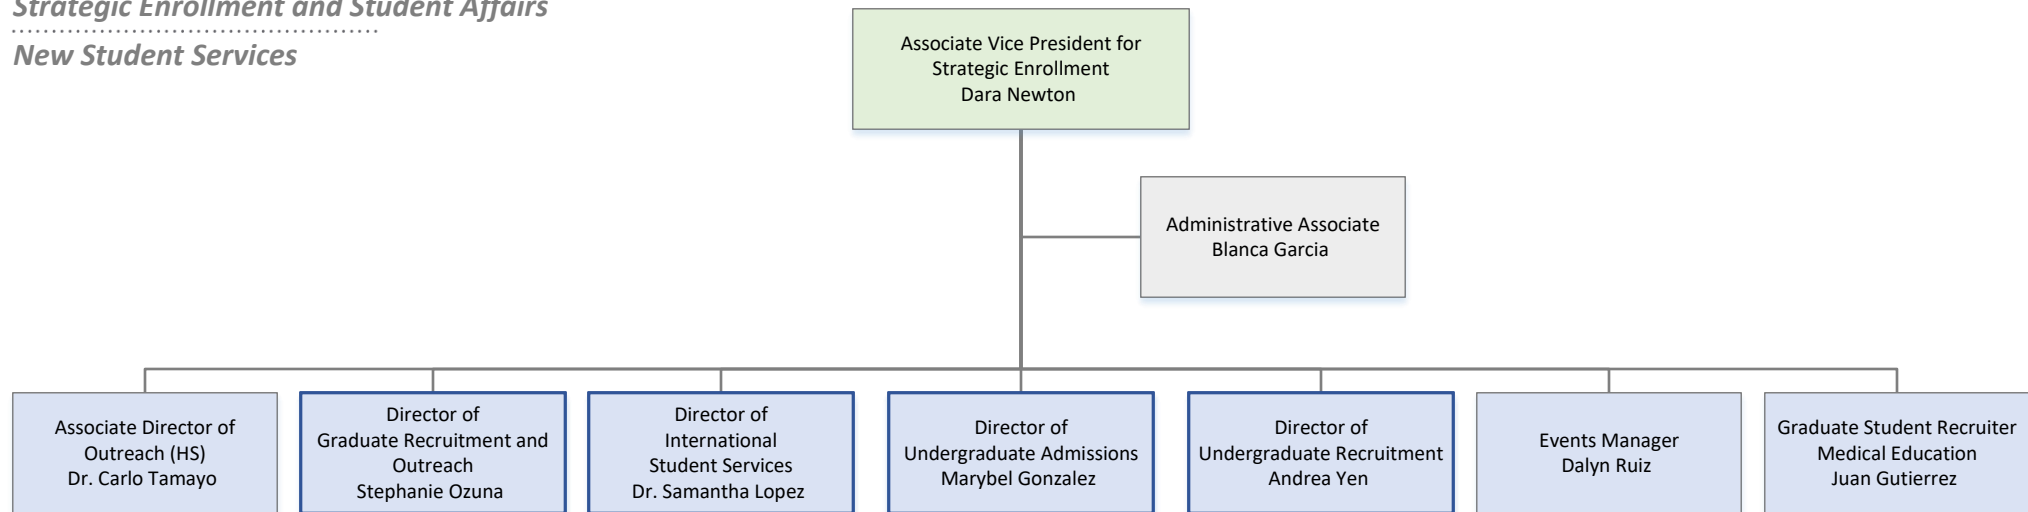 Strategic Enrollment and Student Affairs
New Student Services
Associate Vice President for
Strategic Enrollment
Dara Newton
Administrative Associate
Blanca Garcia
Associate Director of
Outreach (HS)
Dr. Carlo Tamayo
Director of
Graduate Recruitment and
Outreach
Stephanie Ozuna
Director of
International
Student Services
Dr. Samantha Lopez
Director of
Undergraduate Admissions
Marybel Gonzalez
Director of
Undergraduate Recruitment
Andrea Yen
Events Manager
Dalyn Ruiz
Graduate Student Recruiter
Medical Education
Juan Gutierrez